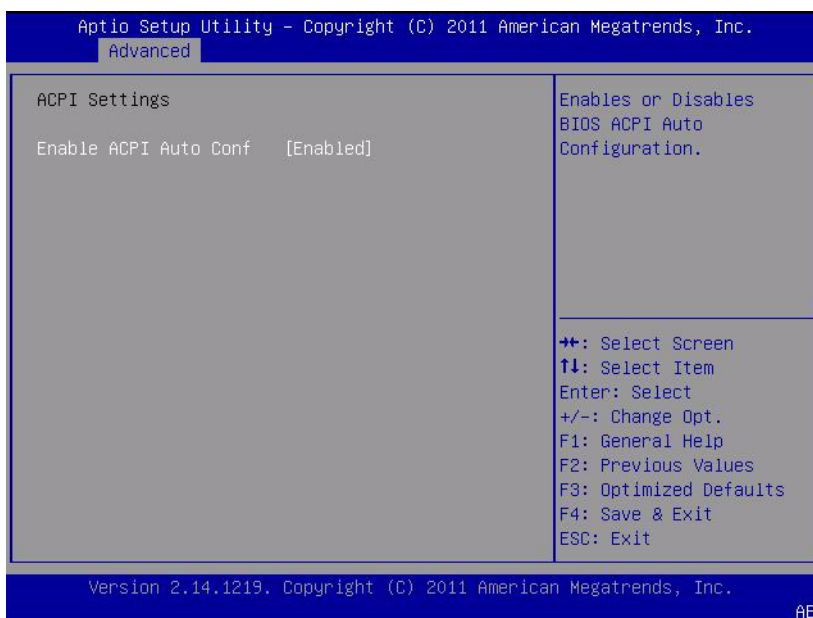 Aptio Setup Utility – Copyright (C) 2011 American Megatrends, Inc.
Advanced
ACPI Settings
Enable ACPI Auto Conf [Enabled]
Enables or Disables
BIOS ACPI Auto
Configuration.
→←: Select Screen
↑↓: Select Item
Enter: Select
+/-: Change Opt.
F1: General Help
F2: Previous Values
F3: Optimized Defaults
F4: Save & Exit
ESC: Exit
Version 2.14.1219. Copyright (C) 2011 American Megatrends, Inc.